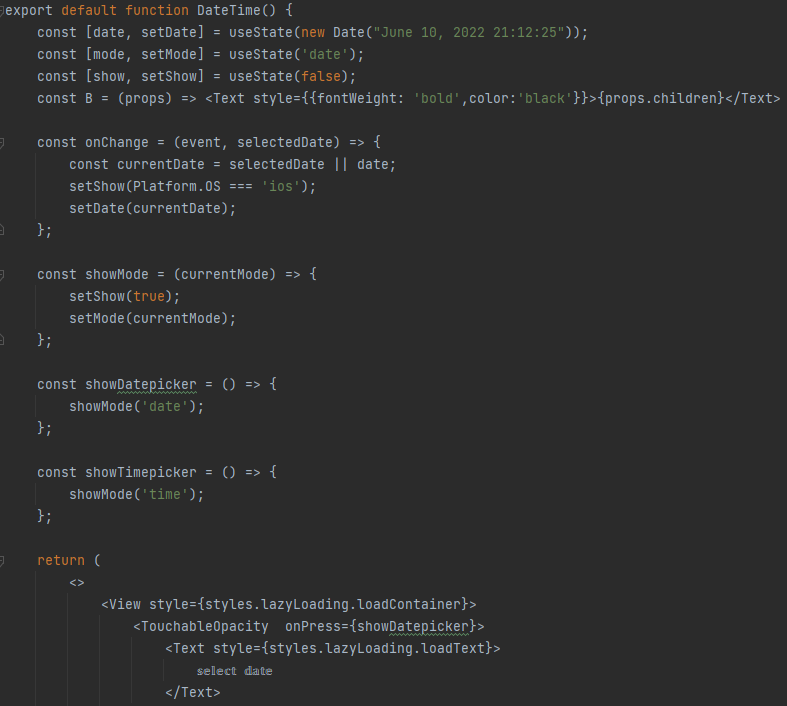 export default function DateTime() {
    const [date, setDate] = useState(new Date("June 10, 2022 21:12:25"));
    const [mode, setMode] = useState('date');
    const [show, setShow] = useState(false);
    const B = (props) => <Text style={{fontWeight: 'bold',color:'black'}}>{props.children}</Text>
    const onChange = (event, selectedDate) => {
        const currentDate = selectedDate || date;
        setShow(Platform.OS === 'ios');
        setDate(currentDate);
    };
    const showMode = (currentMode) => {
        setShow(true);
        setMode(currentMode);
    };
    const showDatepicker = () => {
        showMode('date');
    };
    const showTimepicker = () => {
        showMode('time');
    };
    return (
        <>
            <View style={styles.lazyLoading.loadContainer}>
                <TouchableOpacity  onPress={showDatepicker}>
                    <Text style={styles.lazyLoading.loadText}>
                        select date
                    </Text>